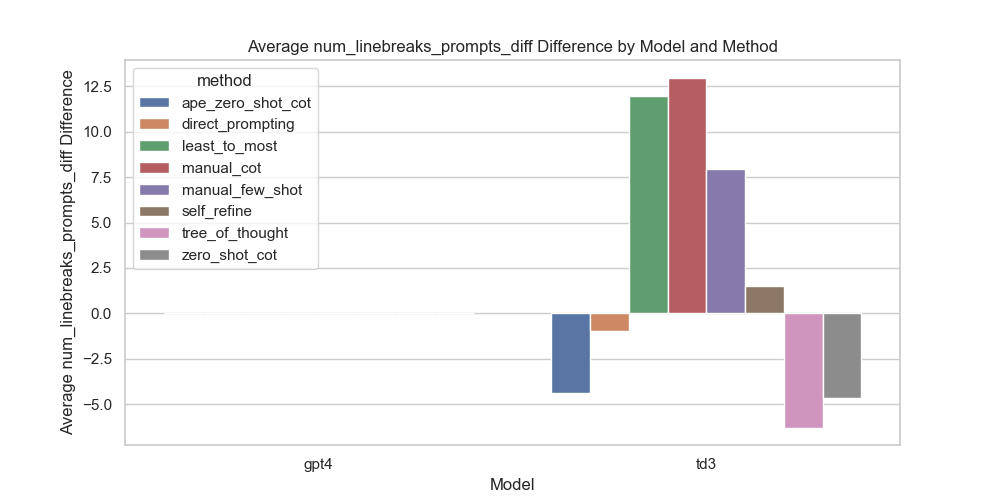 Average num_linebreaks_prompts_diff Difference by Model and Method
Average num_linebreaks_prompts_diff Difference
12.5
10.0
7.5
5.0
2.5
0.0
−2.5
−5.0
method
ape_zero_shot_cot
direct_prompting
least_to_most
manual_cot
manual_few_shot
self_refine
tree_of_thought
zero_shot_cot
gpt4
td3
Model